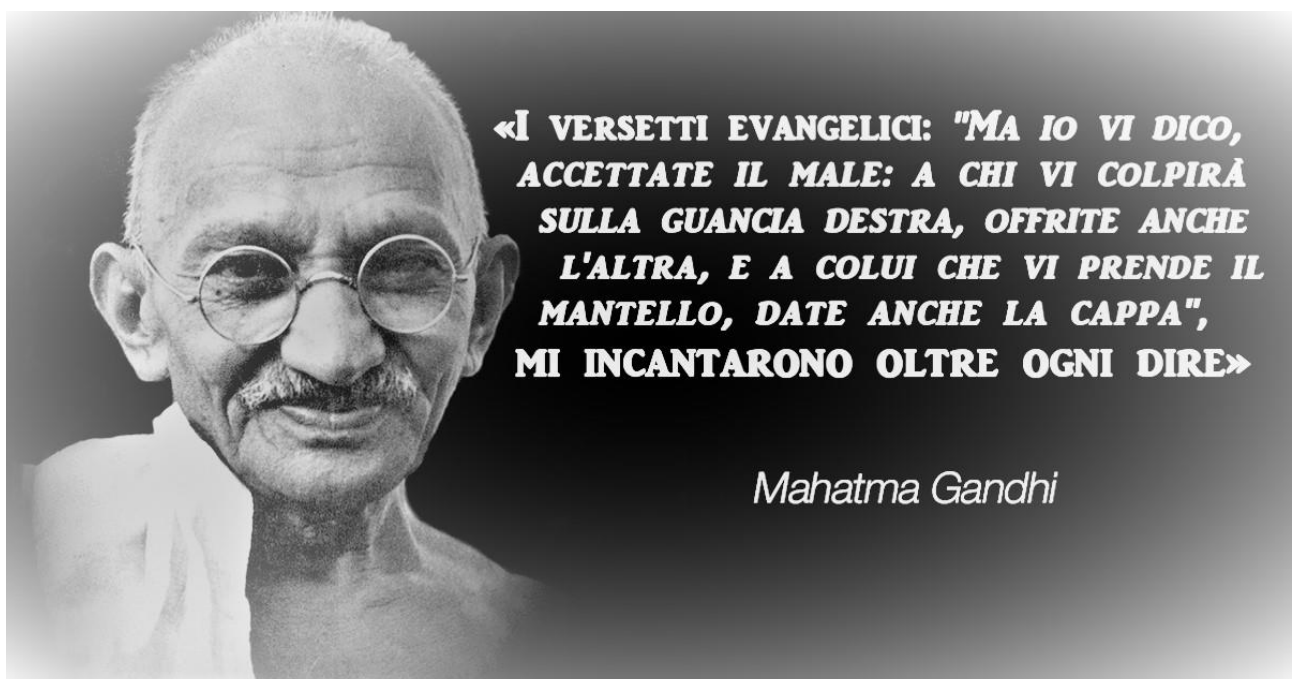 «I VERSETTI EVANGELICI: "MA IO VI DICO,
ACCETTATE IL MALE: A CHI VI COLPIRÀ
SULLA GUANCIA DESTRA, OFFRITE ANCHE
L'ALTRA, E A COLUI CHE VI PRENDE IL
MANTELLO, DATE ANCHE LA CAPPA",
MI INCANTARONO OLTRE OGNI DIRE»
Mahatma Gandhi